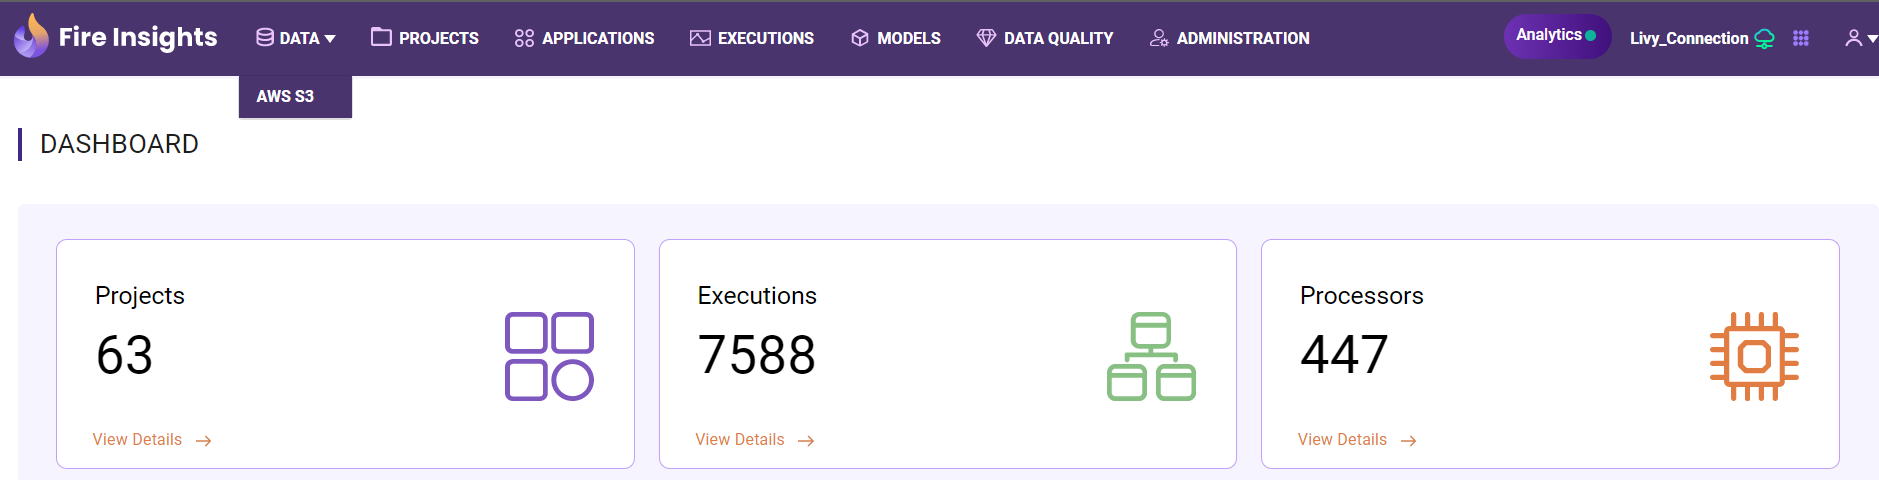 Fire Insights DATA PROJECTS APPLICATIONS EXECUTIONS MODELS DATA QUALITY ADMINISTRATION Analytics Livy_Connection
AWS S3
DASHBOARD
Projects
63
View Details
Executions
7588
View Details
Processors
447
View Details